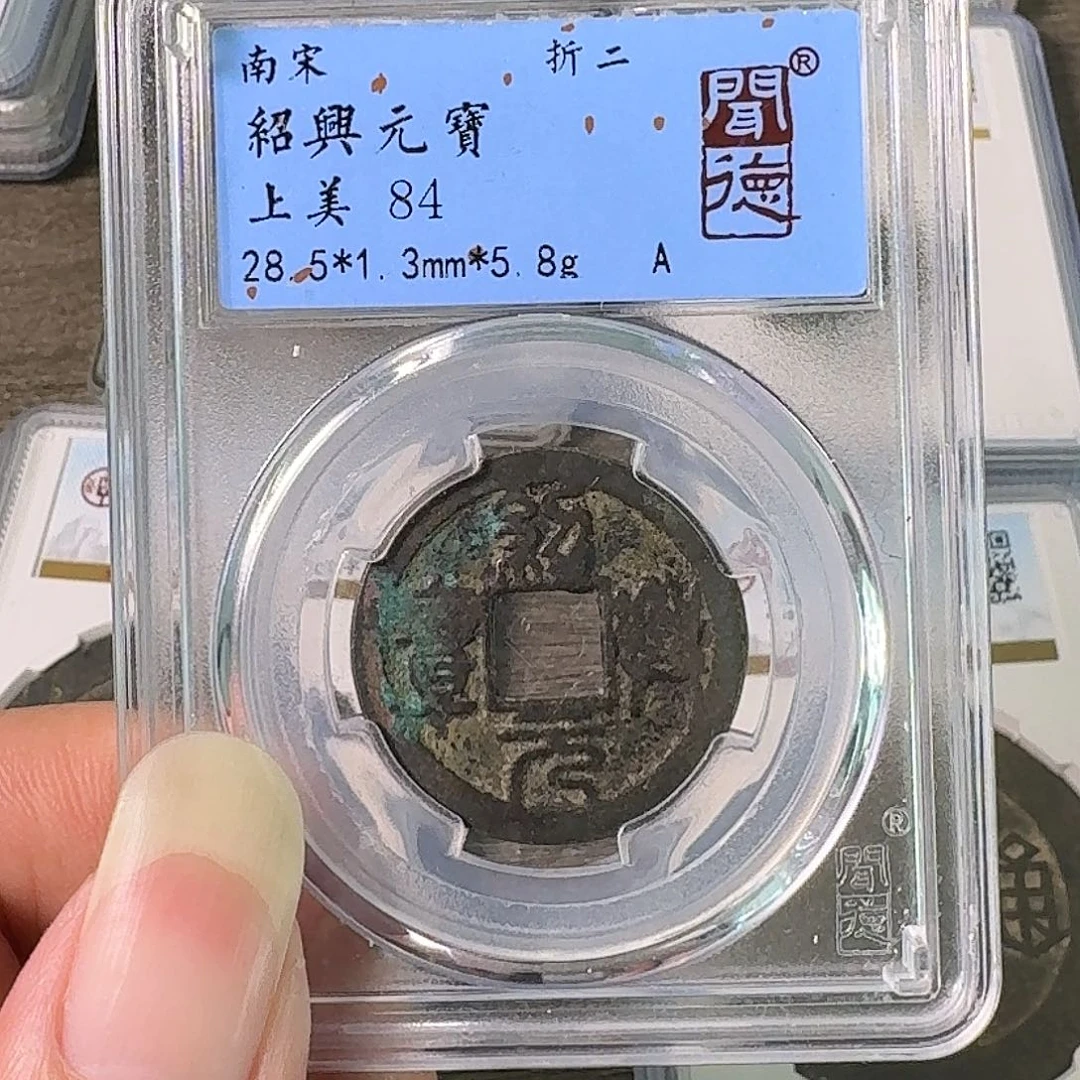 南宋 折二
紹興元寶
上美 84
28.5*1.3mm*5.8g A
聞德®
紹興元寶
®
聞德